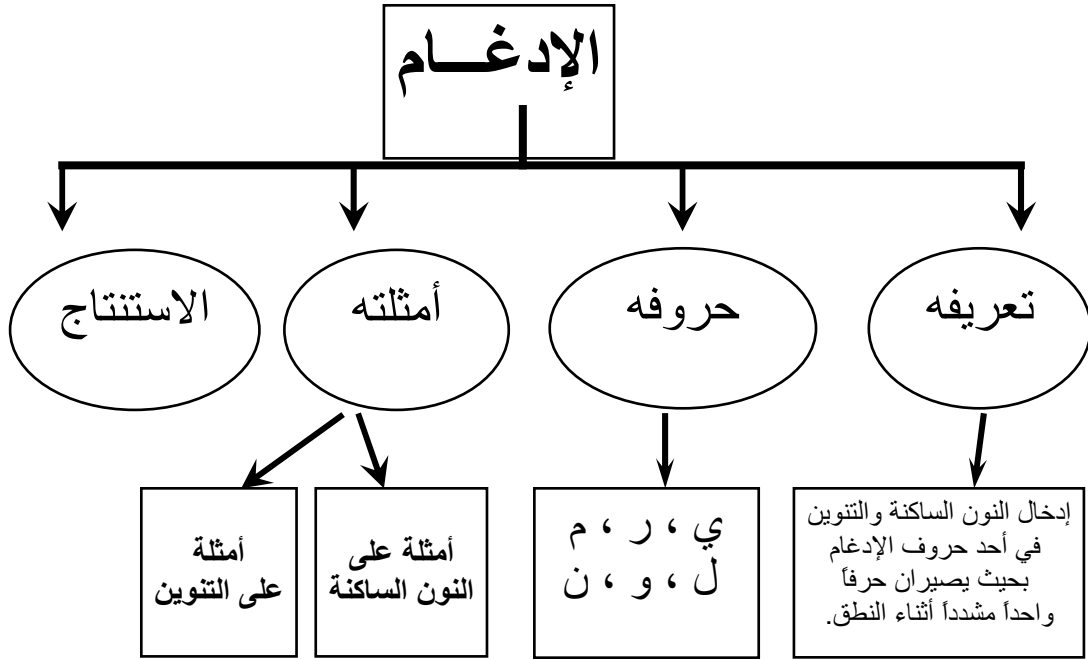 الإدغـــام
تعريفه
حروفه
أمثلته
الاستنتاج
إدخال النون الساكنة والتنوين
في أحد حروف الإدغام
بحيث يصيران حرفاً
واحداً مشدداً أثناء النطق.
ي ، ر ، م
ل ، و ، ن
أمثلة على
النون الساكنة
أمثلة
على التنوين